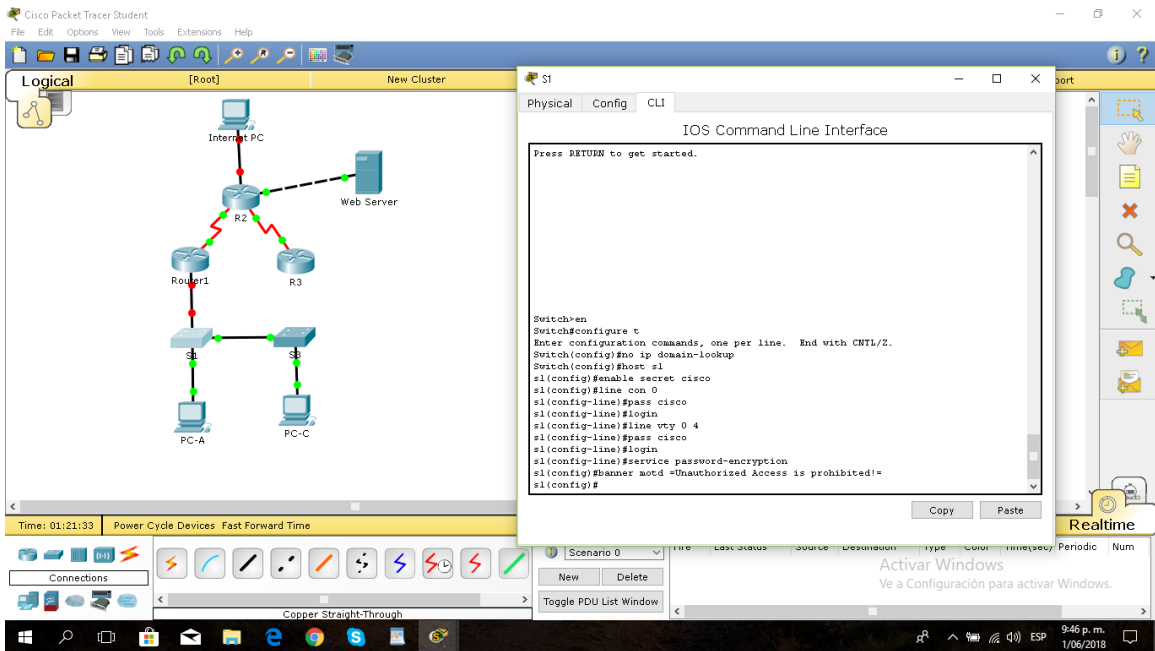 Cisco Packet Tracer Student
File Edit Options View Tools Extensions Help
Logical [Root] New Cluster
S1
Physical Config CLI
IOS Command Line Interface
Press RETURN to get started.
Switch>en
Switch#configure t
Enter configuration commands, one per line. End with CNTL/Z.
Switch(config)#no ip domain-lookup
Switch(config)#host s1
s1(config)#enable secret cisco
s1(config)#line con 0
s1(config-line)#pass cisco
s1(config-line)#login
s1(config-line)#line vty 0 4
s1(config-line)#pass cisco
s1(config-line)#login
s1(config-line)#service password-encryption
s1(config)#banner motd =Unauthorized Access is prohibited!=
s1(config)#
Copy Paste
Internet PC
Web Server
R2
Router1
R3
S1
S3
PC-A
PC-C
Time: 01:21:33 Power Cycle Devices Fast Forward Time
Realtime
Connections
Copper Straight-Through
Scenario 0
New Delete
Toggle PDU List Window
Last Status Source Destination Type Color Time(sec) Periodic Num
Activar Windows
Ve a Configuración para activar Windows.
ESP
9:46 p. m.
1/06/2018